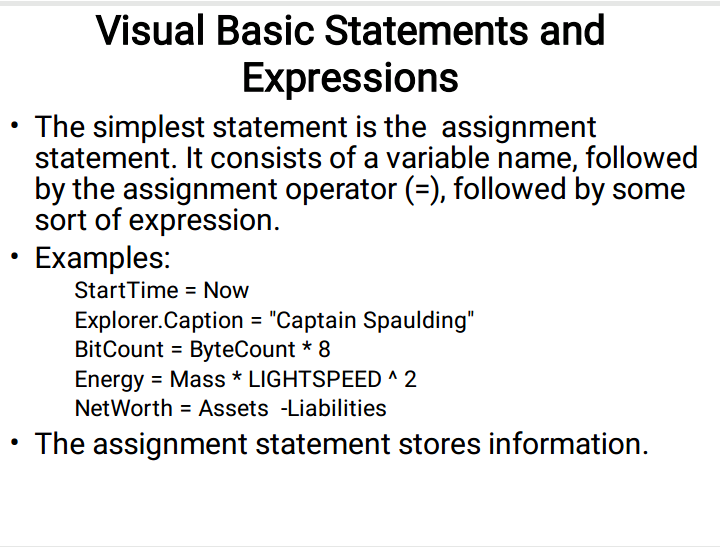 Visual Basic Statements and
Expressions
• The simplest statement is the  assignment
statement. It consists of a variable name, followed
by the assignment operator (=), followed by some
sort of expression.
• Examples:
StartTime = Now
Explorer.Caption = "Captain Spaulding"
BitCount = ByteCount * 8
Energy = Mass * LIGHTSPEED ^ 2
NetWorth = Assets  -Liabilities
• The assignment statement stores information.